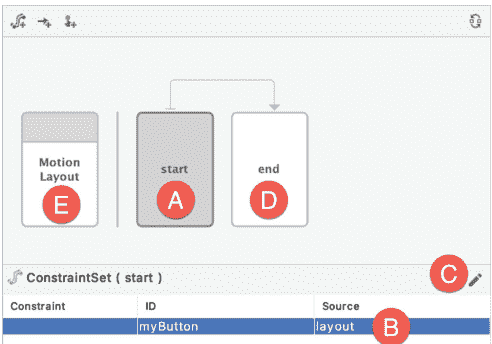 Motion
Layout
E
start
A
end
D
ConstraintSet ( start )
C
Constraint ID Source
myButton layout B